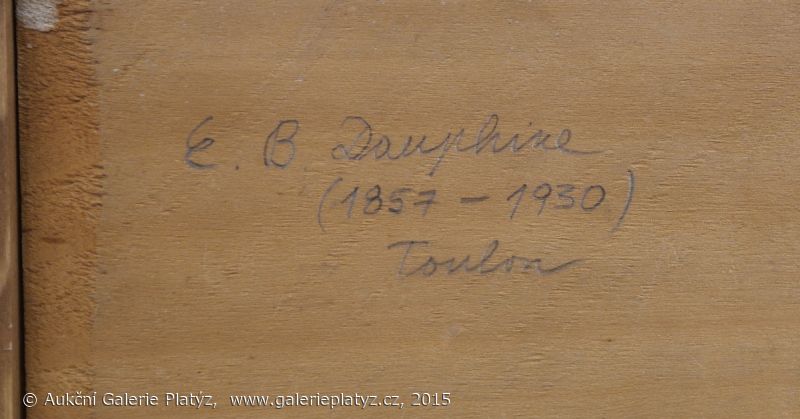 E. B. Dauphine
(1857 - 1930)
Toulon
© Aukční Galerie Platýz, www.galerieplatyz.cz, 2015